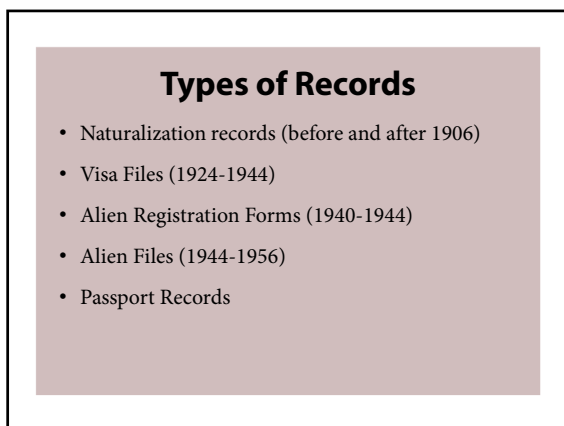 Types of Records
• Naturalization records (before and after 1906)
• Visa Files (1924-1944)
• Alien Registration Forms (1940-1944)
• Alien Files (1944-1956)
• Passport Records